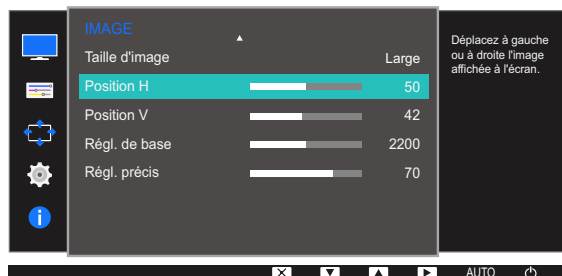 IMAGE
Taille d'image Large
Position H 50
Position V 42
Régl. de base 2200
Régl. précis 70
Déplacez à gauche
ou à droite l'image
affichée à l'écran.
AUTO